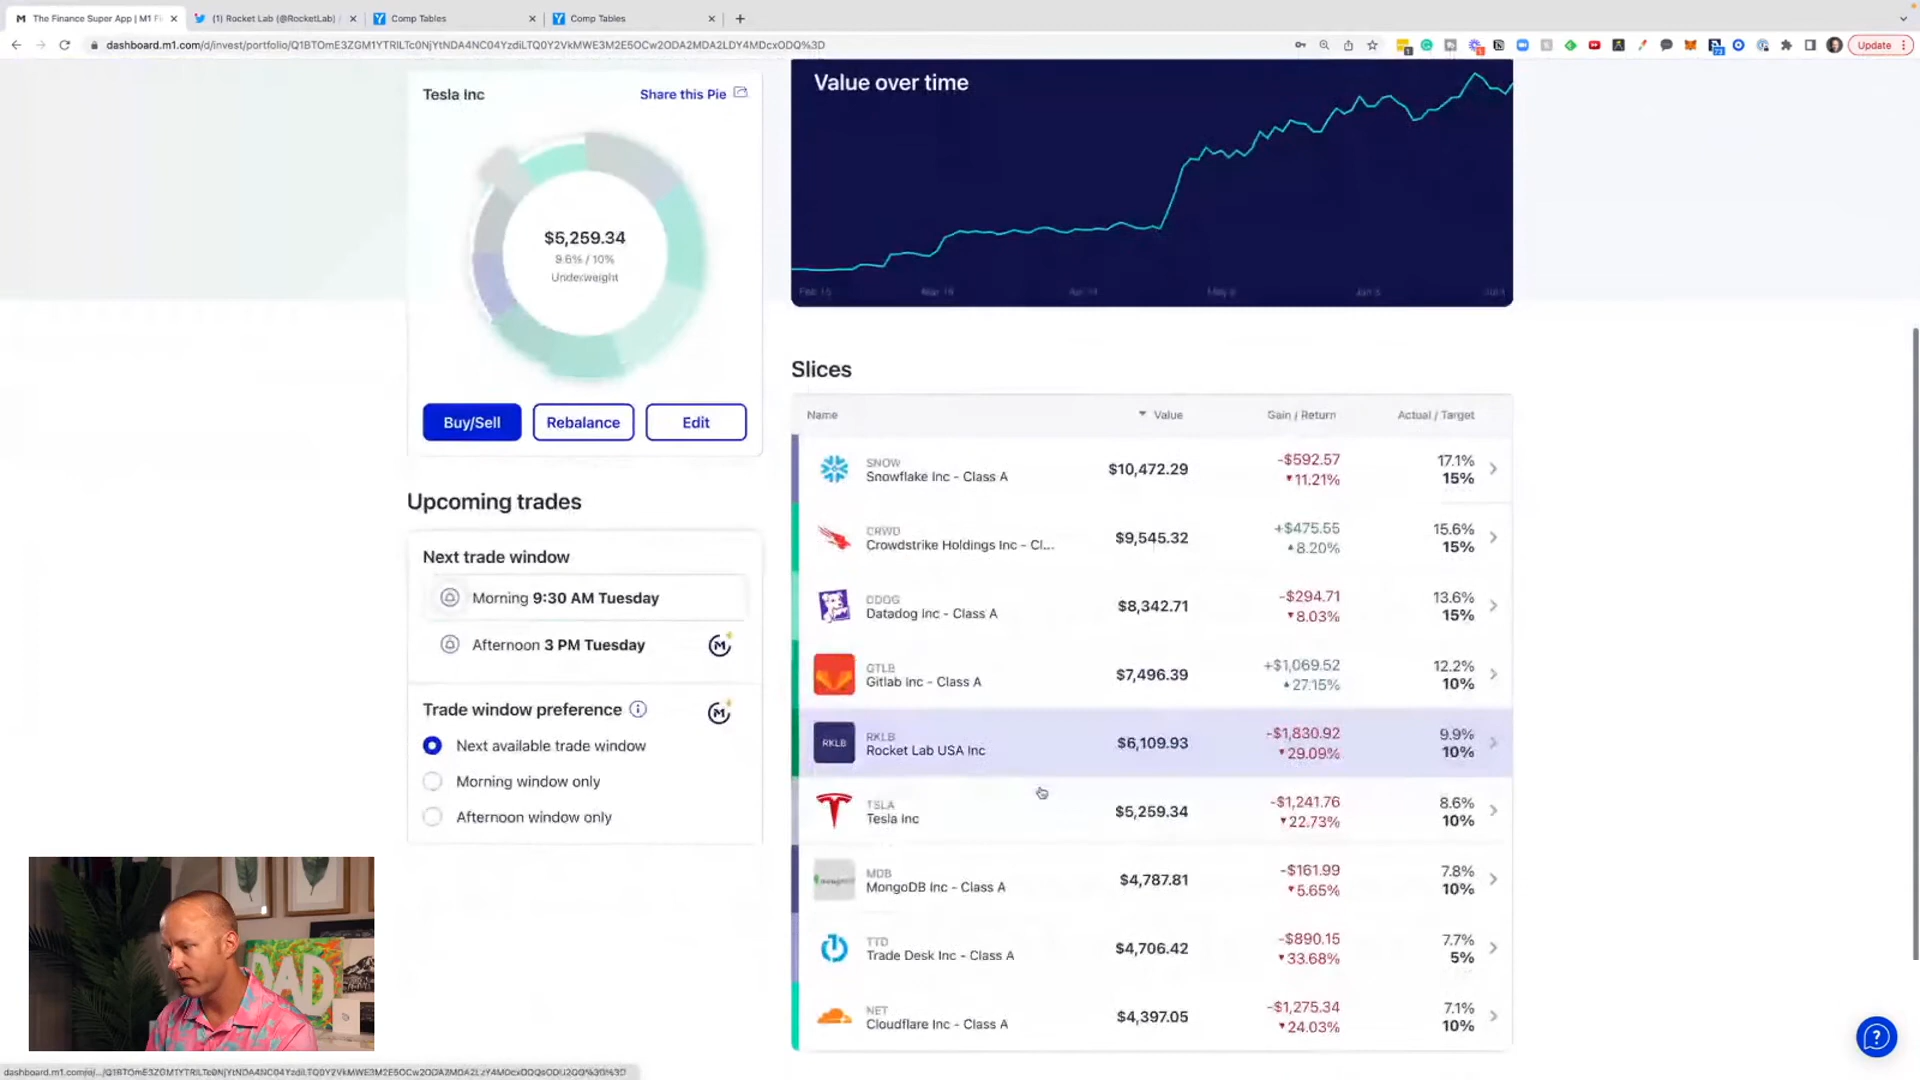 The Finance Super App | M1 Fi
(1) Rocket Lab (@RocketLab) /
Comp Tables
Comp Tables
Update
Tesla Inc
Share this Pie
$5,259.34
Underweight
Buy/Sell
Rebalance
Edit
Upcoming trades
Next trade window
Morning 9:30 AM Tuesday
Afternoon 3 PM Tuesday
Trade window preference
Next available trade window
Morning window only
Afternoon window only
Value over time
Slices
Name
Value
Gain / Return
Actual / Target
SNOW
Snowflake Inc - Class A
$10,472.29
-$592.57
11.21%
17.1%
15%
CRWD
Crowdstrike Holdings Inc - Cl...
$9,545.32
+$475.55
8.20%
15.6%
15%
DDOG
Datadog Inc - Class A
$8,342.71
-$294.71
8.03%
13.6%
15%
GTLB
Gitlab Inc - Class A
$7,496.39
+$1,069.52
27.15%
12.2%
10%
RKLB
RKLB
Rocket Lab USA Inc
$6,109.93
-$1,830.92
29.09%
9.9%
10%
TSLA
Tesla Inc
$5,259.34
-$1,241.76
22.73%
8.6%
10%
MDB
MongoDB Inc - Class A
$4,787.81
-$161.99
5.65%
7.8%
10%
TTD
Trade Desk Inc - Class A
$4,706.42
-$890.15
33.68%
7.7%
5%
NET
Cloudflare Inc - Class A
$4,397.05
-$1,275.34
24.03%
7.1%
10%
DAD